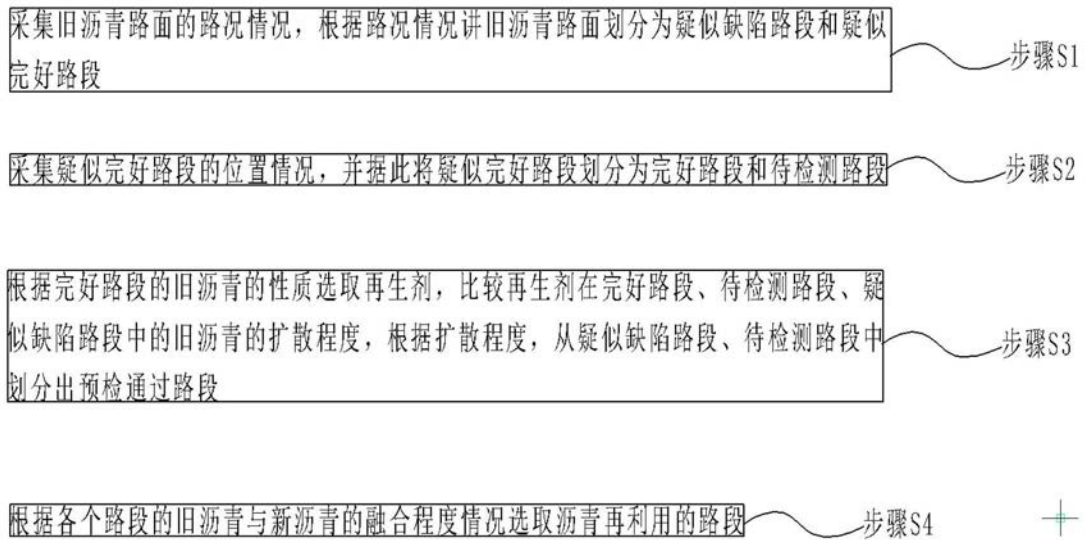 采集旧沥青路面的路况情况，根据路况情况讲旧沥青路面划分为疑似缺陷路段和疑似
完好路段
步骤S1
采集疑似完好路段的位置情况，并据此将疑似完好路段划分为完好路段和待检测路段
步骤S2
根据完好路段的旧沥青的性质选取再生剂，比较再生剂在完好路段、待检测路段、疑
似缺陷路段中的旧沥青的扩散程度，根据扩散程度，从疑似缺陷路段、待检测路段中
划分出预检通过路段
步骤S3
根据各个路段的旧沥青与新沥青的融合程度情况选取沥青再利用的路段
步骤S4